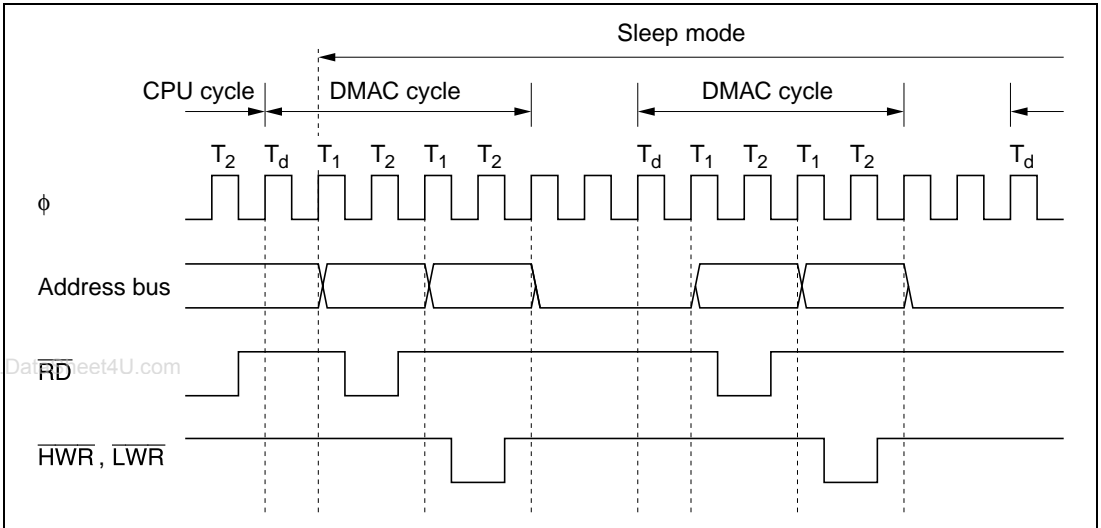 Sleep mode
CPU cycle DMAC cycle DMAC cycle
T2 Td T1 T2 T1 T2 Td T1 T2 T1 T2 Td
ϕ
Address bus
RD
DataSheet4U.com
HWR , LWR